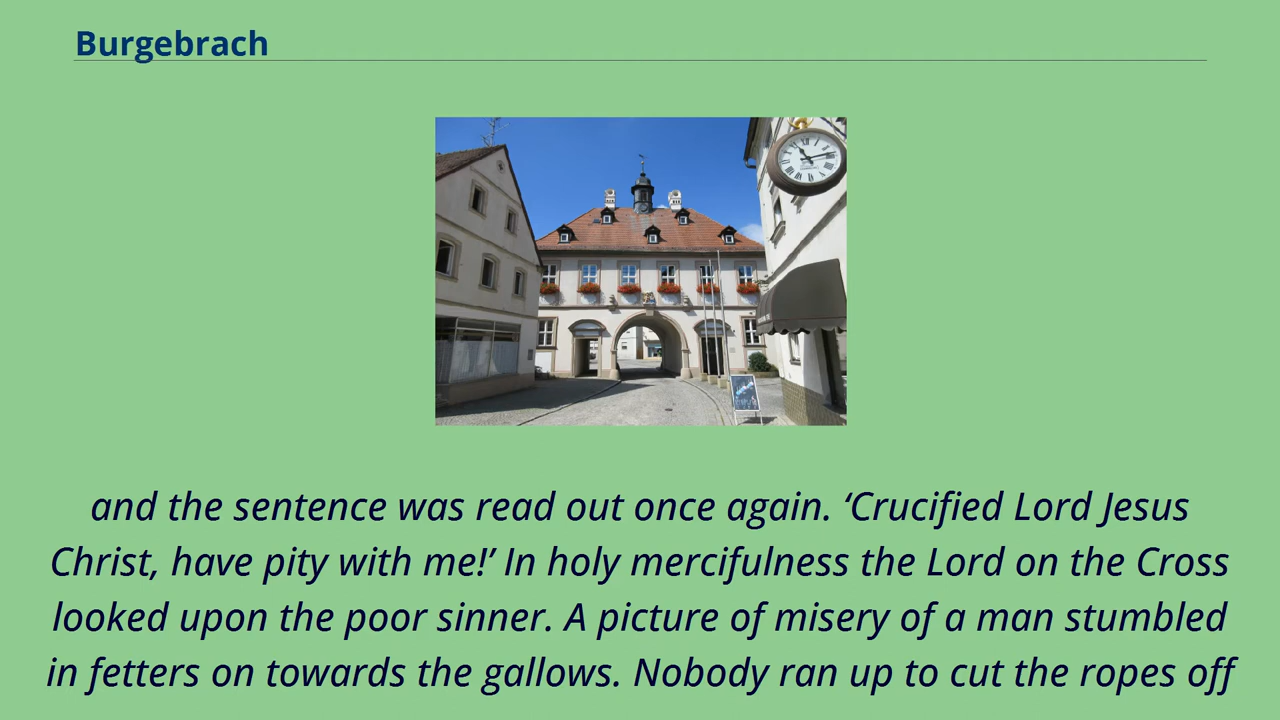 Burgebrach
and the sentence was read out once again. ‘Crucified Lord Jesus
Christ, have pity with me!’ In holy mercifulness the Lord on the Cross
looked upon the poor sinner. A picture of misery of a man stumbled
in fetters on towards the gallows. Nobody ran up to cut the ropes off